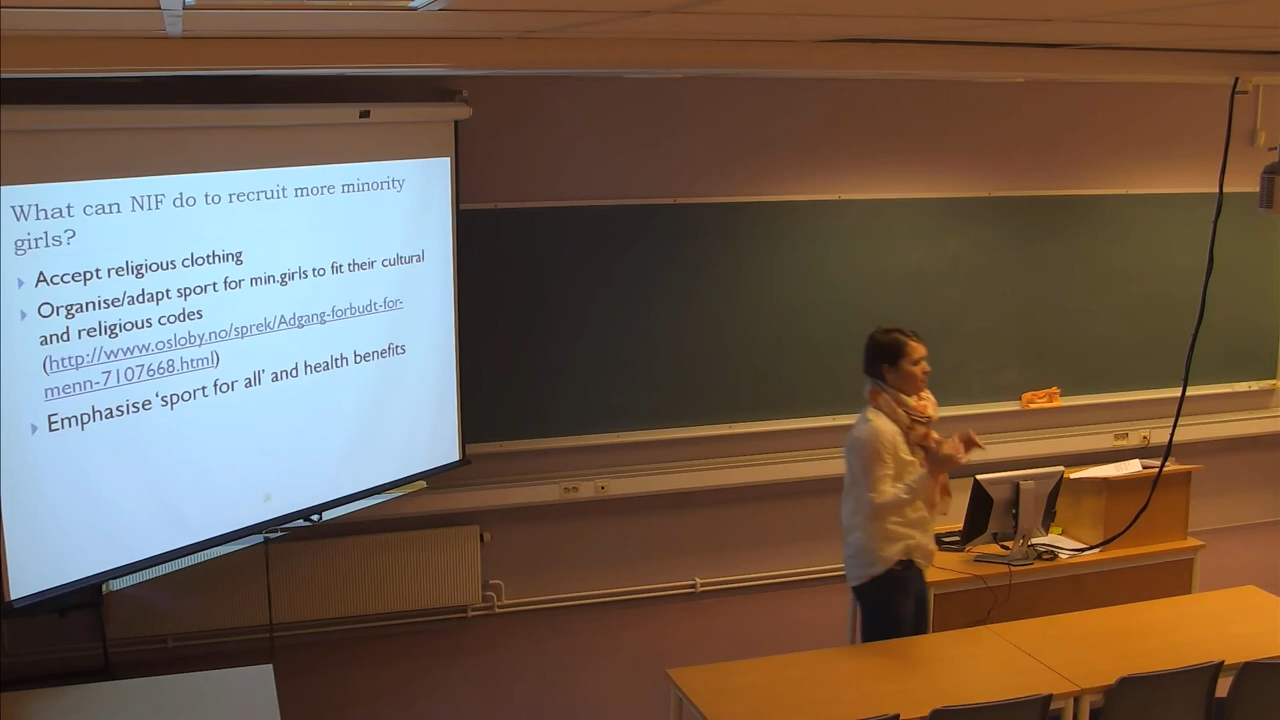 What can NIF do to recruit more minority
girls?
Accept religious clothing
Organise/adapt sport for min.girls to fit their cultural
and religious codes
(http://www.osloby.no/sprek/Adgang-forbudt-for-
menn-7107668.html)
Emphasise ‘sport for all’ and health benefits